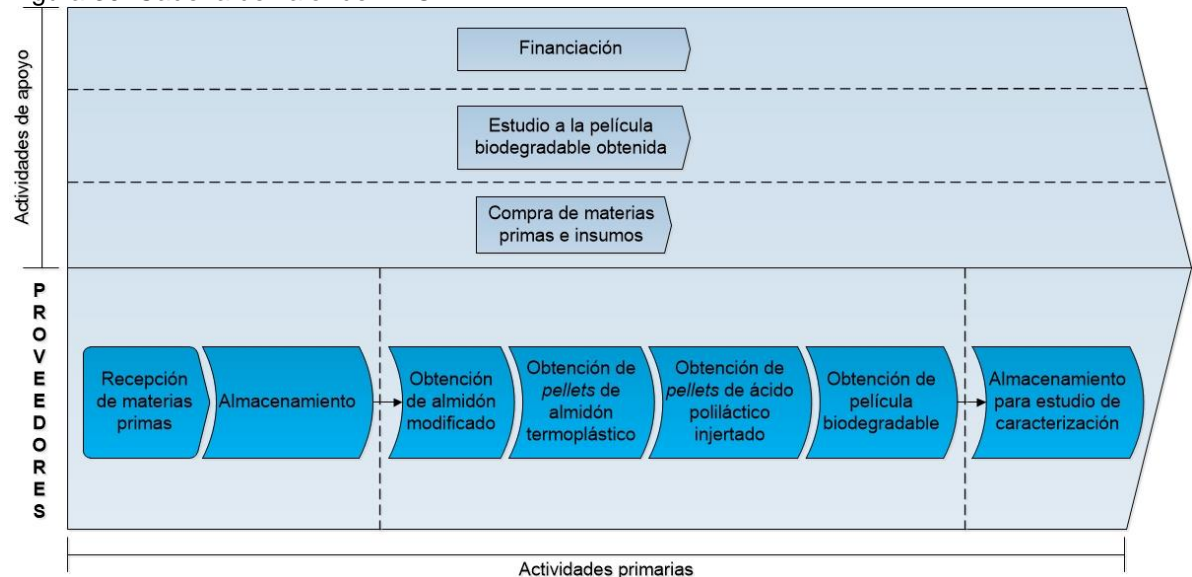 Actividades de apoyo
Financiación
Estudio a la película
biodegradable obtenida
Compra de materias
primas e insumos
PROVEEDORES
Recepción
de materias
primas
Almacenamiento
Obtención
de almidón
modificado
Obtención de
pellets de
almidón
termoplástico
Obtención de
pellets de ácido
poliláctico
injertado
Obtención de
película
biodegradable
Almacenamiento
para estudio de
caracterización
Actividades primarias